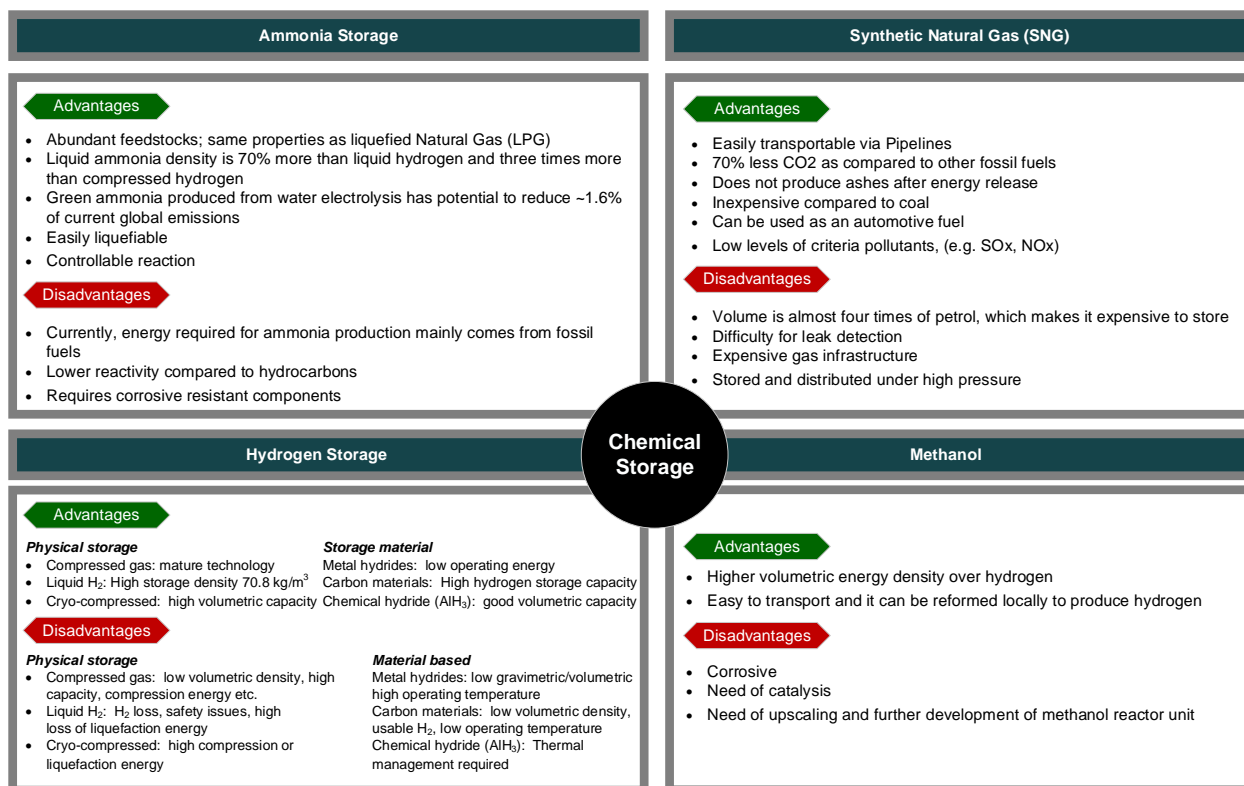 Ammonia Storage
Advantages
Abundant feedstocks; same properties as liquefied Natural Gas (LPG)
Liquid ammonia density is 70% more than liquid hydrogen and three times more
than compressed hydrogen
Green ammonia produced from water electrolysis has potential to reduce ~1.6%
of current global emissions
Easily liquefiable
Controllable reaction
Disadvantages
Currently, energy required for ammonia production mainly comes from fossil
fuels
Lower reactivity compared to hydrocarbons
Requires corrosive resistant components
Synthetic Natural Gas (SNG)
Advantages
Easily transportable via Pipelines
70% less CO2 as compared to other fossil fuels
Does not produce ashes after energy release
Inexpensive compared to coal
Can be used as an automotive fuel
Low levels of criteria pollutants, (e.g. SOx, NOx)
Disadvantages
Volume is almost four times of petrol, which makes it expensive to store
Difficulty for leak detection
Expensive gas infrastructure
Stored and distributed under high pressure
Chemical
Storage
Hydrogen Storage
Advantages
Physical storage
Compressed gas: mature technology
Liquid H₂: High storage density 70.8 kg/m³
Cryo-compressed: high volumetric capacity
Storage material
Metal hydrides: low operating energy
Carbon materials: High hydrogen storage capacity
Chemical hydride (AlH₃): good volumetric capacity
Disadvantages
Physical storage
Compressed gas: low volumetric density, high
capacity, compression energy etc.
Liquid H₂: H₂ loss, safety issues, high
loss of liquefaction energy
Cryo-compressed: high compression or
liquefaction energy
Material based
Metal hydrides: low gravimetric/volumetric
high operating temperature
Carbon materials: low volumetric density,
usable H₂, low operating temperature
Chemical hydride (AlH₃): Thermal
management required
Methanol
Advantages
Higher volumetric energy density over hydrogen
Easy to transport and it can be reformed locally to produce hydrogen
Disadvantages
Corrosive
Need of catalysis
Need of upscaling and further development of methanol reactor unit